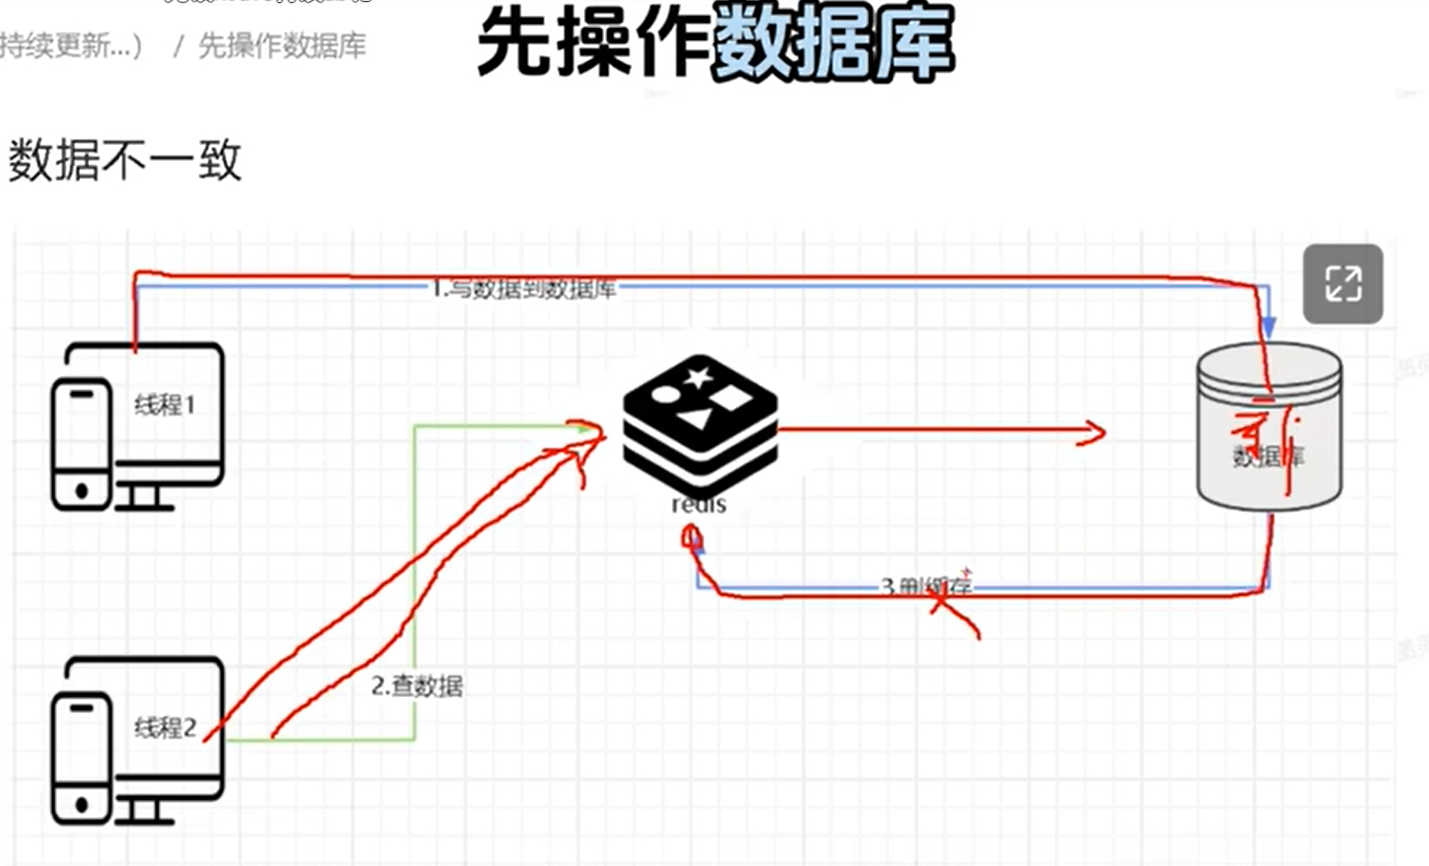 先操作数据库
持续更新...） / 先操作数据库
数据不一致
1.写数据到数据库
线程1
redis
新
数据库
3.删缓存
2.查数据
线程2